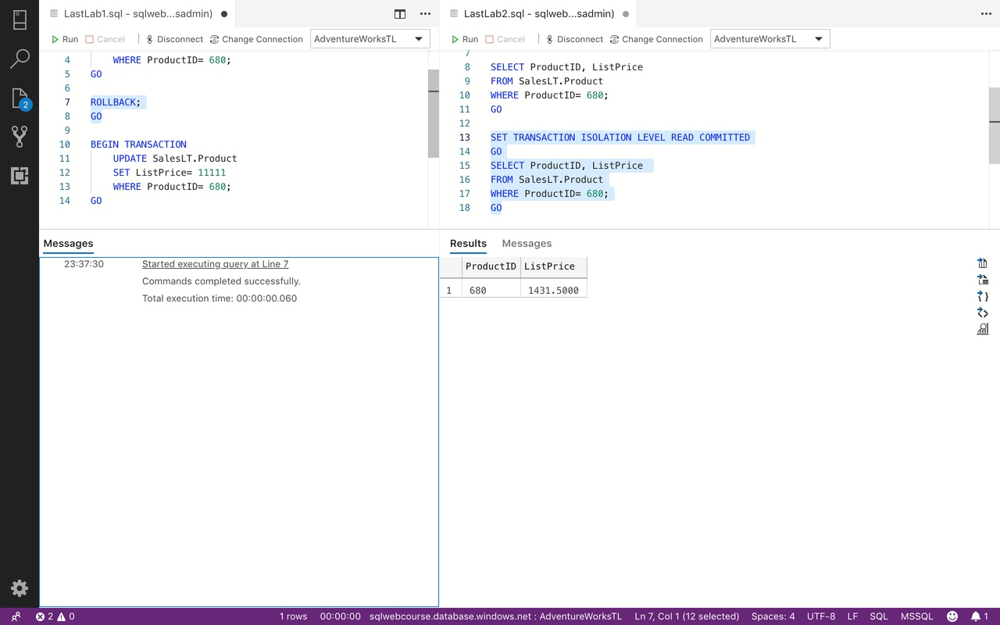 LastLab1.sql - sqlweb...sadmin)
Run Cancel Disconnect Change Connection AdventureWorksTL
4 WHERE ProductID= 680;
5 GO
6
7 ROLLBACK;
8 GO
9
10 BEGIN TRANSACTION
11 UPDATE SalesLT.Product
12 SET ListPrice= 11111
13 WHERE ProductID= 680;
14 GO
Messages
23:37:30 Started executing query at Line 7
Commands completed successfully.
Total execution time: 00:00:00.060
LastLab2.sql - sqlweb...sadmin)
Run Cancel Disconnect Change Connection AdventureWorksTL
7
8 SELECT ProductID, ListPrice
9 FROM SalesLT.Product
10 WHERE ProductID= 680;
11 GO
12
13 SET TRANSACTION ISOLATION LEVEL READ COMMITTED
14 GO
15 SELECT ProductID, ListPrice
16 FROM SalesLT.Product
17 WHERE ProductID= 680;
18 GO
Results Messages
ProductID ListPrice
1 680 1431.5000
2
2 0 1 rows 00:00:00 sqlwebcourse.database.windows.net : AdventureWorksTL Ln 7, Col 1 (12 selected) Spaces: 4 UTF-8 LF SQL MSSQL 1